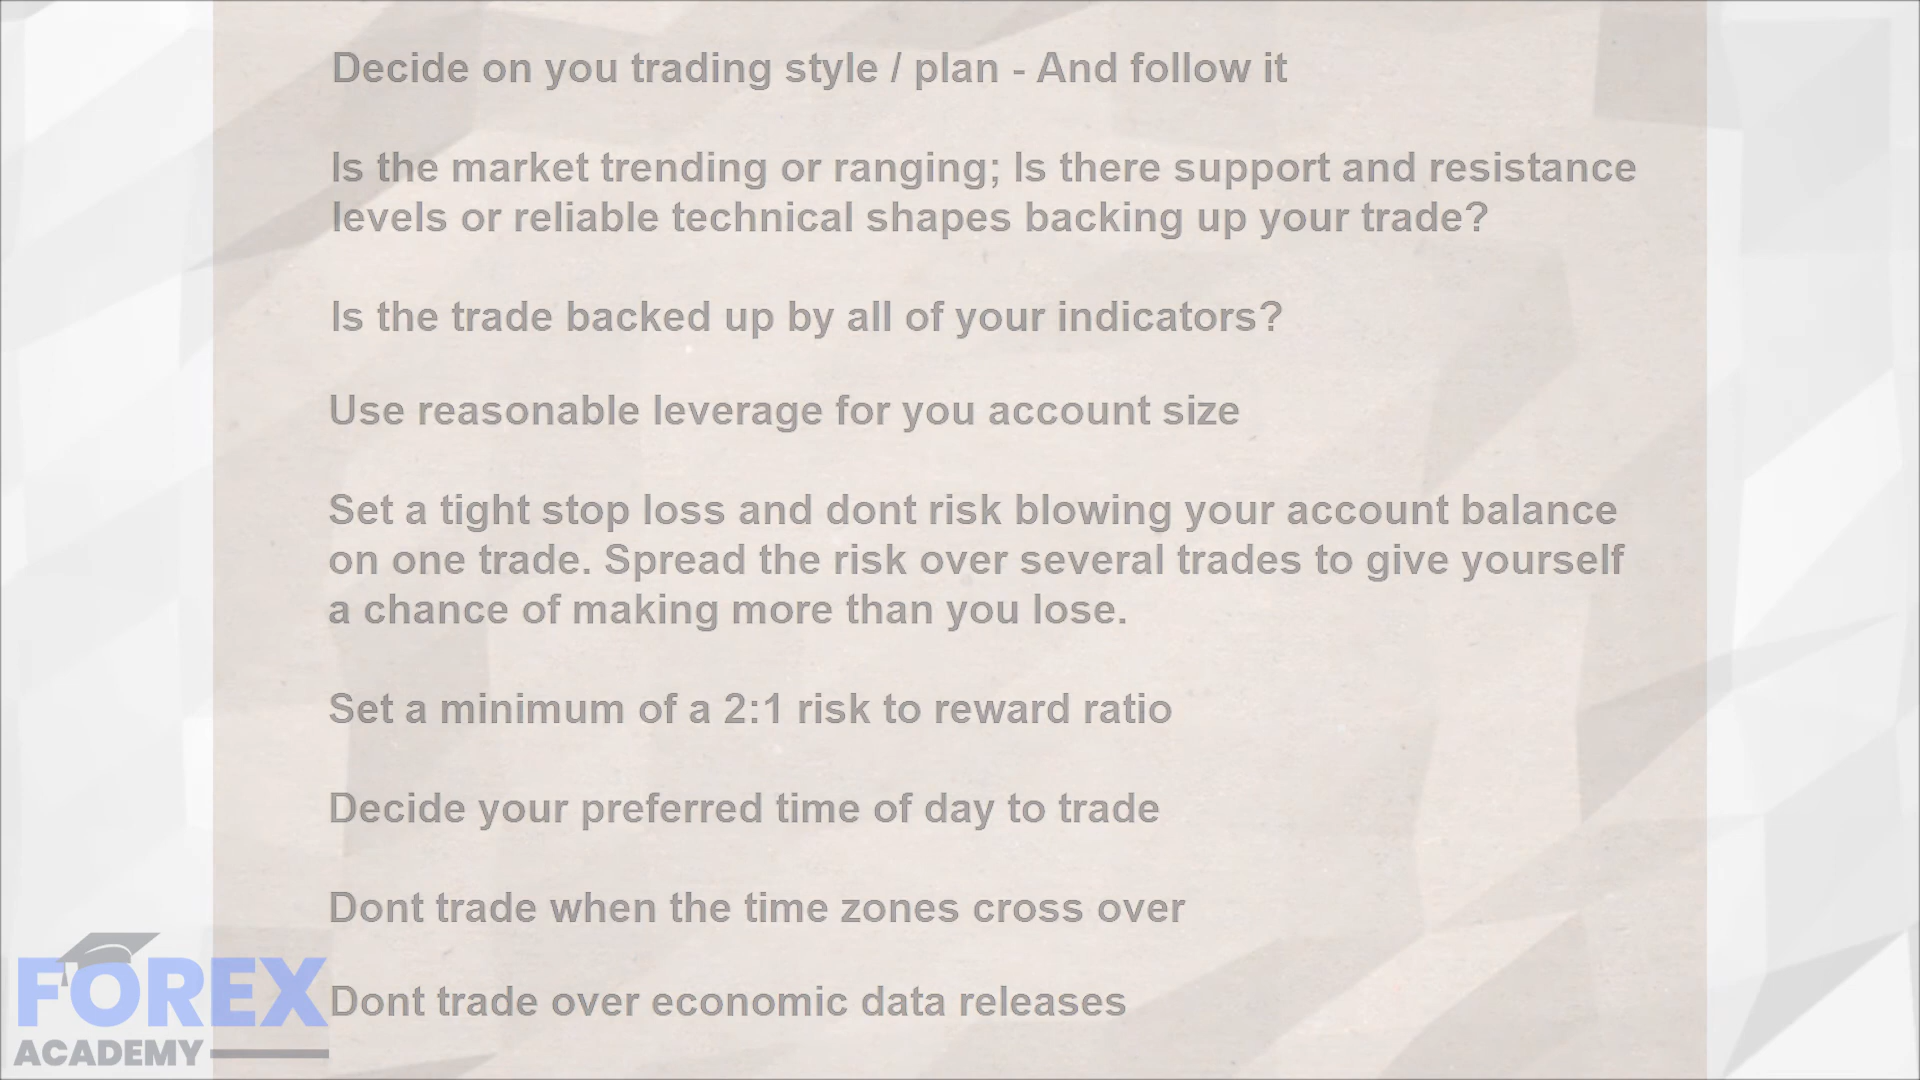 Decide on you trading style / plan - And follow it
Is the market trending or ranging; Is there support and resistance
levels or reliable technical shapes backing up your trade?
Is the trade backed up by all of your indicators?
Use reasonable leverage for you account size
Set a tight stop loss and dont risk blowing your account balance
on one trade. Spread the risk over several trades to give yourself
a chance of making more than you lose.
Set a minimum of a 2:1 risk to reward ratio
Decide your preferred time of day to trade
Dont trade when the time zones cross over
Dont trade over economic data releases
FOREX
ACADEMY